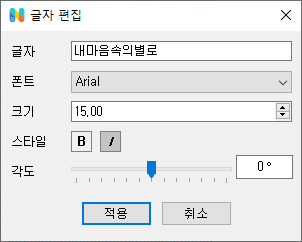 글자 편집
글자 내마음속의별로
폰트 Arial
크기 15,00
스타일 B I
각도 0 °
적용 취소